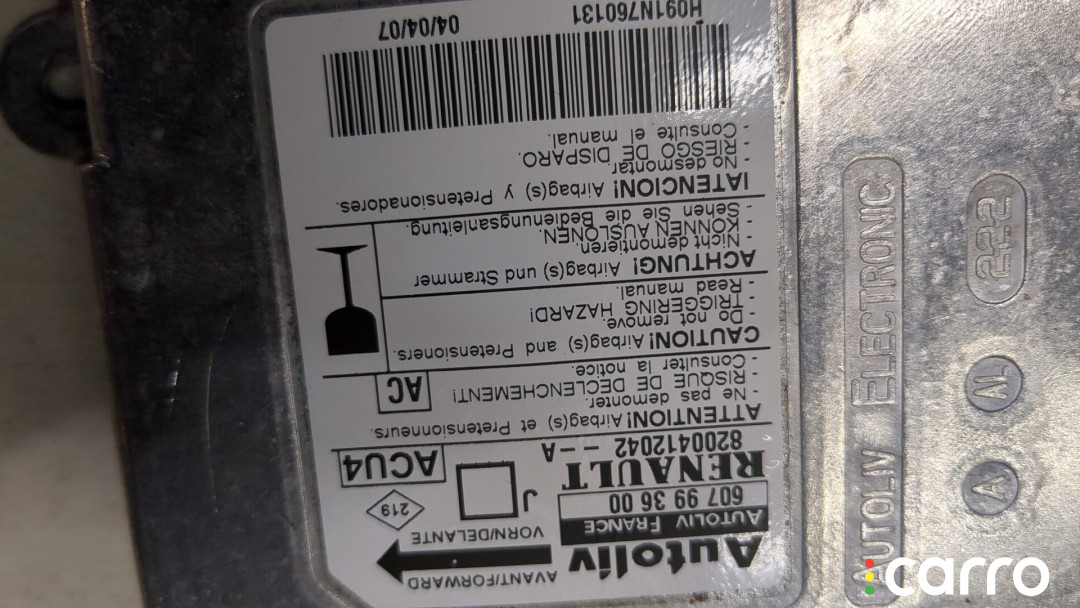 Autoliv
AVANT/FORWARD
VORN/DELANTE
AUTOLIV FRANCE
607 99 36 00
J
219
RENAULT
ACU4
8200412042 --A
ATTENTION! Airbag(s) et Pretensionneurs.
- Ne pas demonter.
- RISQUE DE DECLENCHEMENT!
- Consulter la notice.
AC
CAUTION! Airbag(s) and Pretensioners.
- Do not remove.
- TRIGGERING HAZARD!
- Read manual.
ACHTUNG! Airbag(s) und Strammer
Nicht demontieren
- KONNEN AUSLONEN.
- Sehen Sie die Bedienungsanleitung.
!ATENCION! Airbag(s) y Pretensionadores.
- No desmontar.
- RIESGO DE DISPARO.
- Consulte el manual.
H091N760131
04/04/07
AUTOLIV ELECTRONIC
222
AL
A
carro